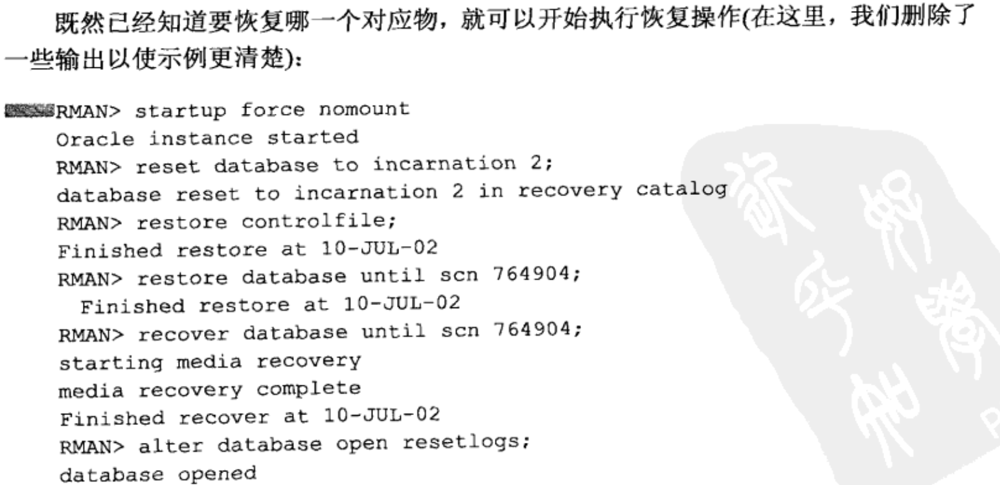 既然已经知道要恢复哪一个对应物，就可以开始执行恢复操作(在这里，我们删除了
一些输出以使示例更清楚)：
RMAN> startup force nomount
Oracle instance started
RMAN> reset database to incarnation 2;
database reset to incarnation 2 in recovery catalog
RMAN> restore controlfile;
Finished restore at 10-JUL-02
RMAN> restore database until scn 764904;
Finished restore at 10-JUL-02
RMAN> recover database until scn 764904;
starting media recovery
media recovery complete
Finished recover at 10-JUL-02
RMAN> alter database open resetlogs;
database opened